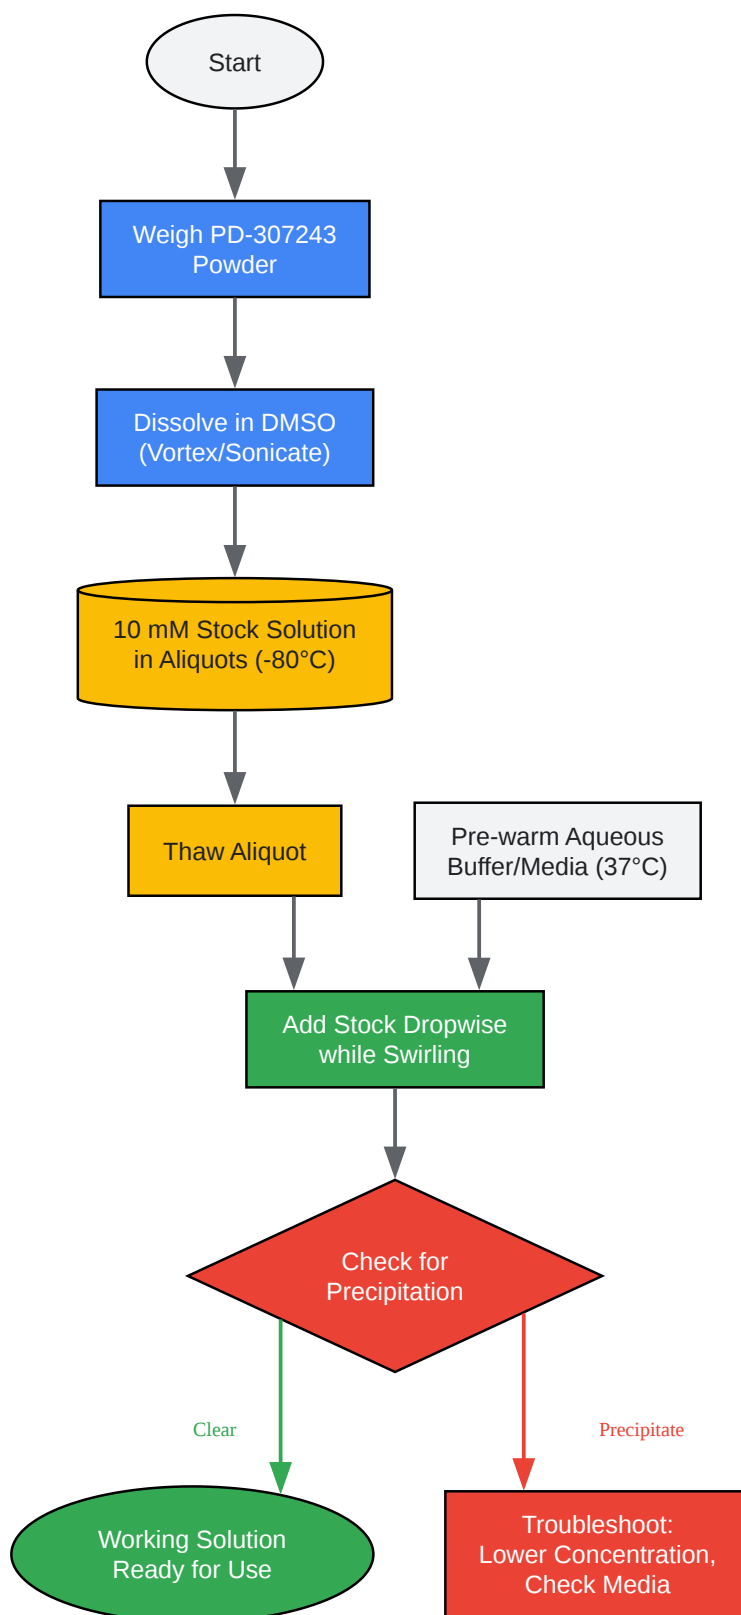 Start
Weigh PD-307243
Powder
Dissolve in DMSO
(Vortex/Sonicate)
10 mM Stock Solution
in Aliquots (-80°C)
Thaw Aliquot
Pre-warm Aqueous
Buffer/Media (37°C)
Add Stock Dropwise
while Swirling
Check for
Precipitation
Clear
Precipitate
Working Solution
Ready for Use
Troubleshoot:
Lower Concentration,
Check Media